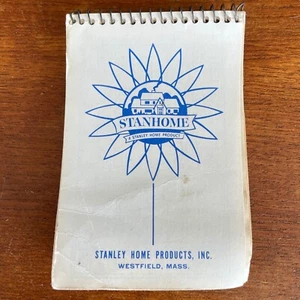 STANHOME
A STANLEY HOME PRODUCT
STANLEY HOME PRODUCTS, INC.
WESTFIELD, MASS.